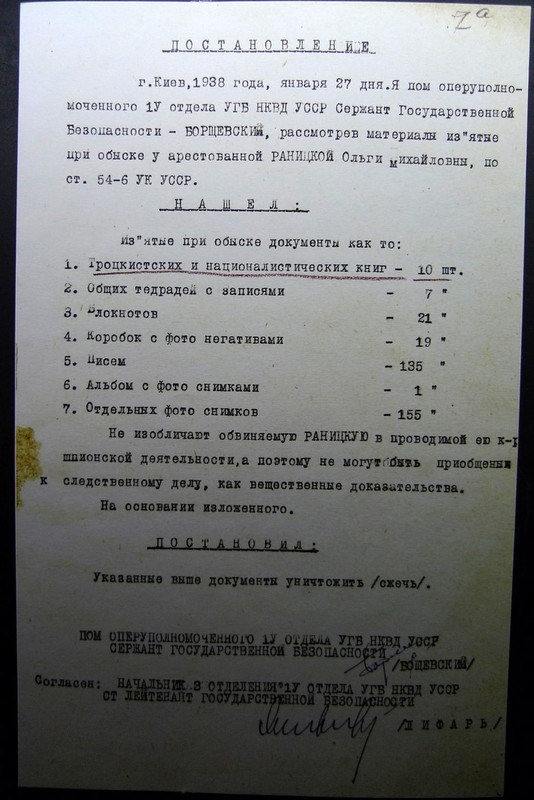 7а
ПОСТАНОВЛЕНИЕ
г.Киев,1938 года, января 27 дня.Я пом оперуполно-
моченного 1У отдела УГБ НКВД УССР Сержант Государственной
Безопасности - БОРЩЕВСКИЙ, рассмотрев материалы из"ятые
при обыске у арестованной РАНИЦКОЙ Ольги михайловны, по
ст. 54-6 УК УССР.
НАШЕЛ:
Из"ятые при обыске документы как то:
1. Троцкистских и националистических книг - 10 шт.
2. Общих тедрадей с записями - 7 "
3. Блокнотов - 21 "
4. Коробок с фото негативами - 19 "
5. Писем - 135 "
6. Альбом с фото снимками - 1 "
7. Отдельных фото снимков - 155 "
Не изобличают обвиняемую РАНИЦКУЮ в проводимой ею к-р
шпионской деятельности,а поэтому не могут быть приобщены
к следственному делу, как вещественные доказательства.
На основании изложенного.
ПОСТАНОВИЛ:
Указанные выше документы уничтожить /сжечь/.
ПОМ ОПЕРУПОЛНОМОЧЕННОГО 1У ОТДЕЛА УГБ НКВД УССР
СЕРЖАНТ ГОСУДАРСТВЕННОЙ БЕЗОПАСНОСТИ
/БОЩЕВСКИЙ/
Согласен: НАЧАЛЬНИК 3 ОТДЕЛЕНИЯ 1У ОТДЕЛА УГБ НКВД УССР
СТ ЛЕЙТЕНАНТ ГОСУДАРСТВЕННОЙ БЕЗОПАСНОСТИ
/ЛИФАРЬ/